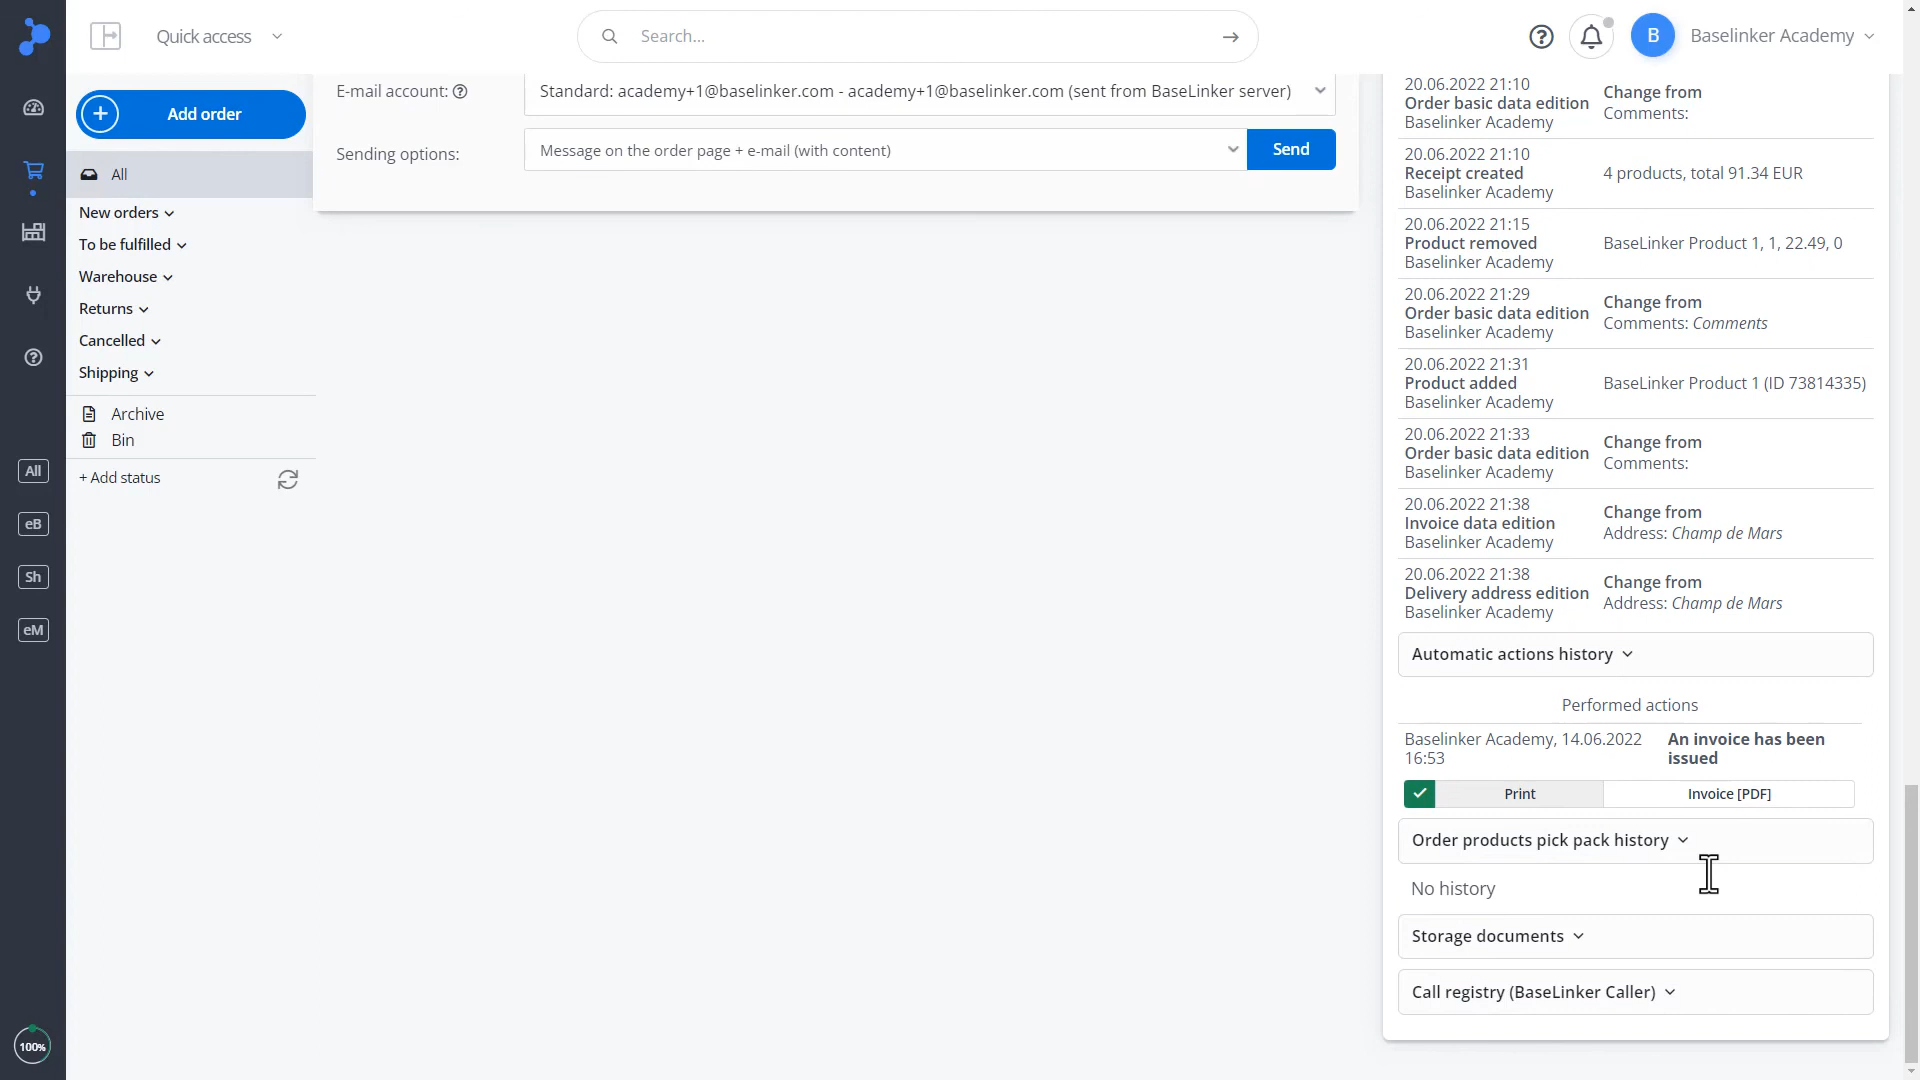 Quick access
Search...
B
Baselinker Academy
Add order
All
New orders
To be fulfilled
Warehouse
Returns
Cancelled
Shipping
Archive
Bin
+ Add status
All
eB
Sh
eM
100%
E-mail account:
Standard: academy+1@baselinker.com - academy+1@baselinker.com (sent from BaseLinker server)
Sending options:
Message on the order page + e-mail (with content)
Send
20.06.2022 21:10
Order basic data edition
Baselinker Academy
Change from
Comments:
20.06.2022 21:10
Receipt created
Baselinker Academy
4 products, total 91.34 EUR
20.06.2022 21:15
Product removed
Baselinker Academy
BaseLinker Product 1, 1, 22.49, 0
20.06.2022 21:29
Order basic data edition
Baselinker Academy
Change from
Comments: Comments
20.06.2022 21:31
Product added
Baselinker Academy
BaseLinker Product 1 (ID 73814335)
20.06.2022 21:33
Order basic data edition
Baselinker Academy
Change from
Comments:
20.06.2022 21:38
Invoice data edition
Baselinker Academy
Change from
Address: Champ de Mars
20.06.2022 21:38
Delivery address edition
Baselinker Academy
Change from
Address: Champ de Mars
Automatic actions history
Performed actions
Baselinker Academy, 14.06.2022
16:53
An invoice has been
issued
Print
Invoice [PDF]
Order products pick pack history
No history
Storage documents
Call registry (BaseLinker Caller)